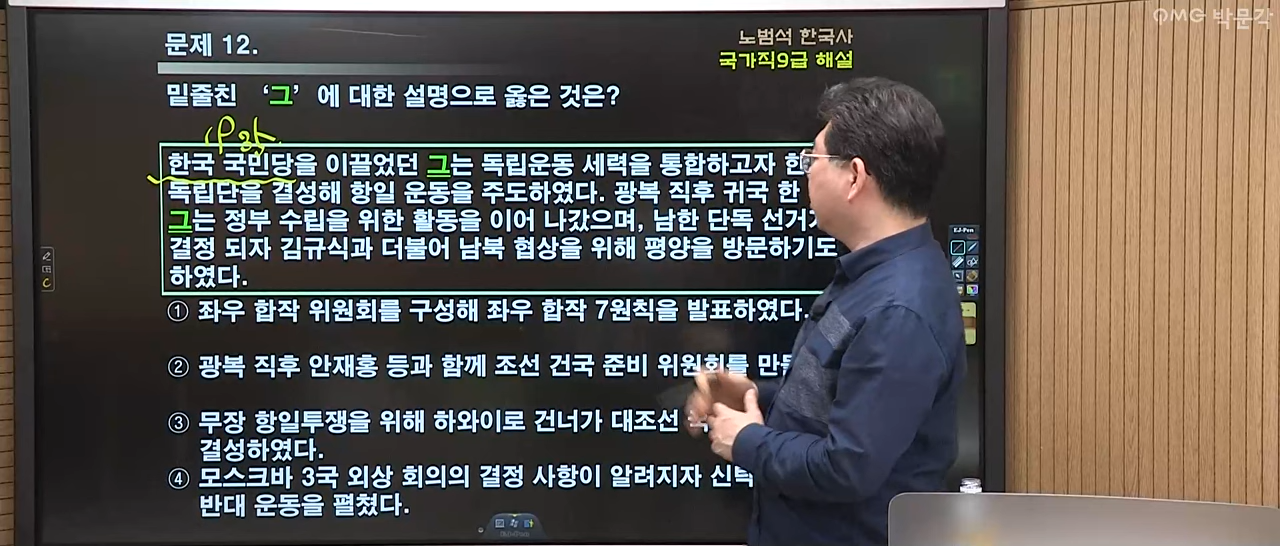 OMG 박문각
문제 12.
노범석 한국사
국가직9급 해설
밑줄친 ‘그’에 대한 설명으로 옳은 것은?
한국 국민당을 이끌었던 그는 독립운동 세력을 통합하고자 한
독립단을 결성해 항일 운동을 주도하였다. 광복 직후 귀국 한
그는 정부 수립을 위한 활동을 이어 나갔으며, 남한 단독 선거가
결정 되자 김규식과 더불어 남북 협상을 위해 평양을 방문하기도
하였다.
① 좌우 합작 위원회를 구성해 좌우 합작 7원칙을 발표하였다.
② 광복 직후 안재홍 등과 함께 조선 건국 준비 위원회를 만
③ 무장 항일투쟁을 위해 하와이로 건너가 대조선
결성하였다.
④ 모스크바 3국 외상 회의의 결정 사항이 알려지자 신탁
반대 운동을 펼쳤다.
EJ-Pen